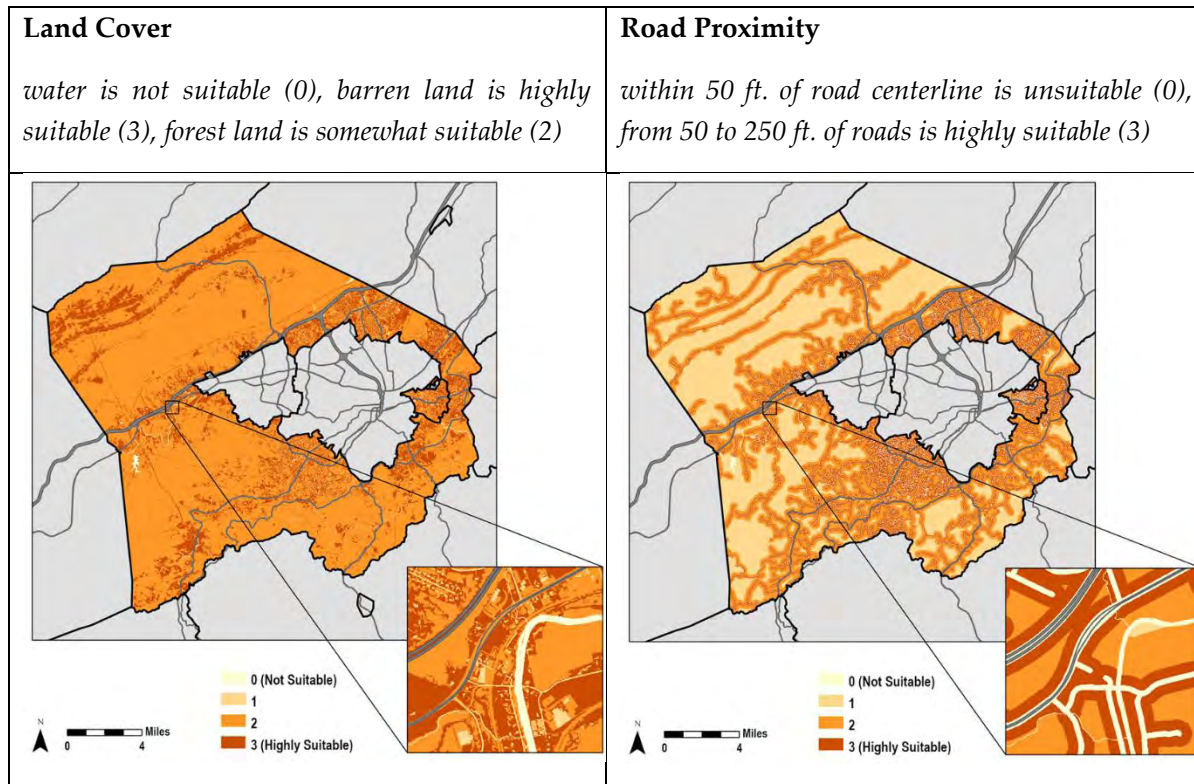 Land Cover
water is not suitable (0), barren land is highly
suitable (3), forest land is somewhat suitable (2)
Road Proximity
within 50 ft. of road centerline is unsuitable (0),
from 50 to 250 ft. of roads is highly suitable (3)
0 (Not Suitable)
1
2
3 (Highly Suitable)
N
Miles
0 4
0 (Not Suitable)
1
2
3 (Highly Suitable)
N
Miles
0 4